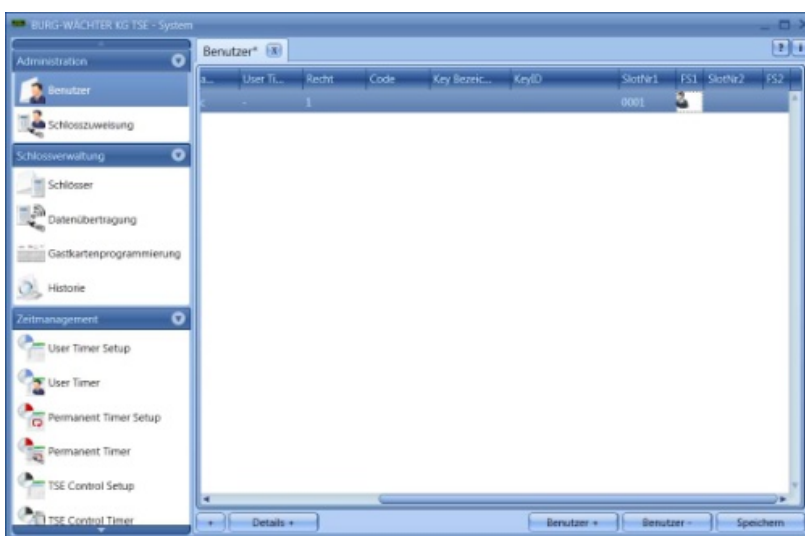 BURG-WÄCHTER KG TSE - System
Administration
Benutzer
Schlosszuweisung
Schlossverwaltung
Schlösser
Datenübertragung
Gastkartenprogrammierung
Historie
Zeitmanagement
User Timer Setup
User Timer
Permanent Timer Setup
Permanent Timer
TSE Control Setup
TSE Control Timer
Benutzer*
a... User Ti... Recht Code Key Bezeic... KeyID SlotNr1 FS1 SlotNr2 FS2
- 1 0001
+ Details + Benutzer + Benutzer - Speichern